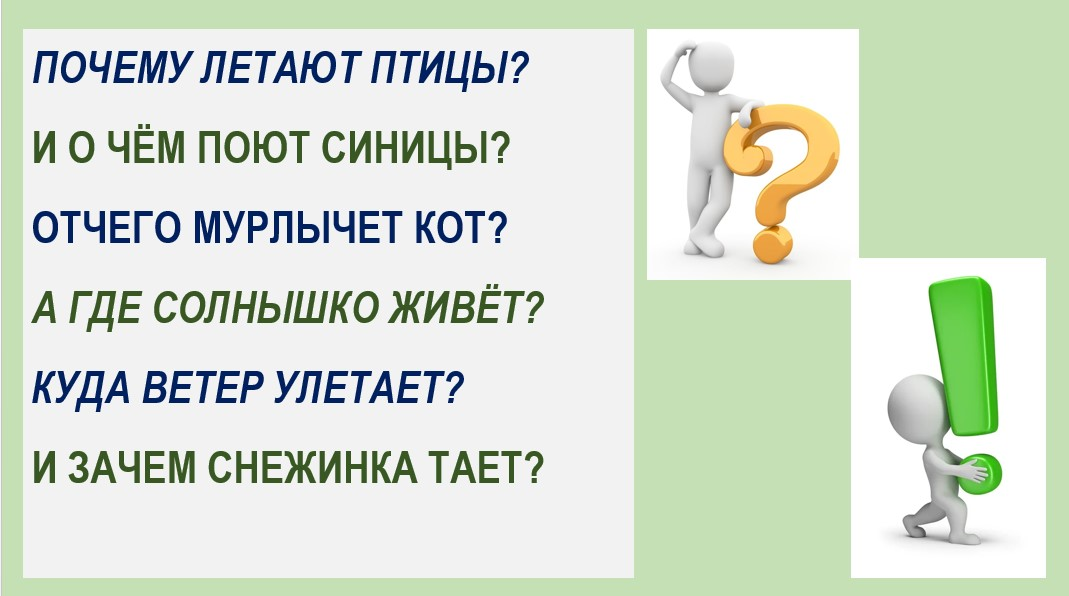 ПОЧЕМУ ЛЕТАЮТ ПТИЦЫ?
И О ЧЁМ ПОЮТ СИНИЦЫ?
ОТЧЕГО МУРЛЫЧЕТ КОТ?
А ГДЕ СОЛНЫШКО ЖИВЁТ?
КУДА ВЕТЕР УЛЕТАЕТ?
И ЗАЧЕМ СНЕЖИНКА ТАЕТ?